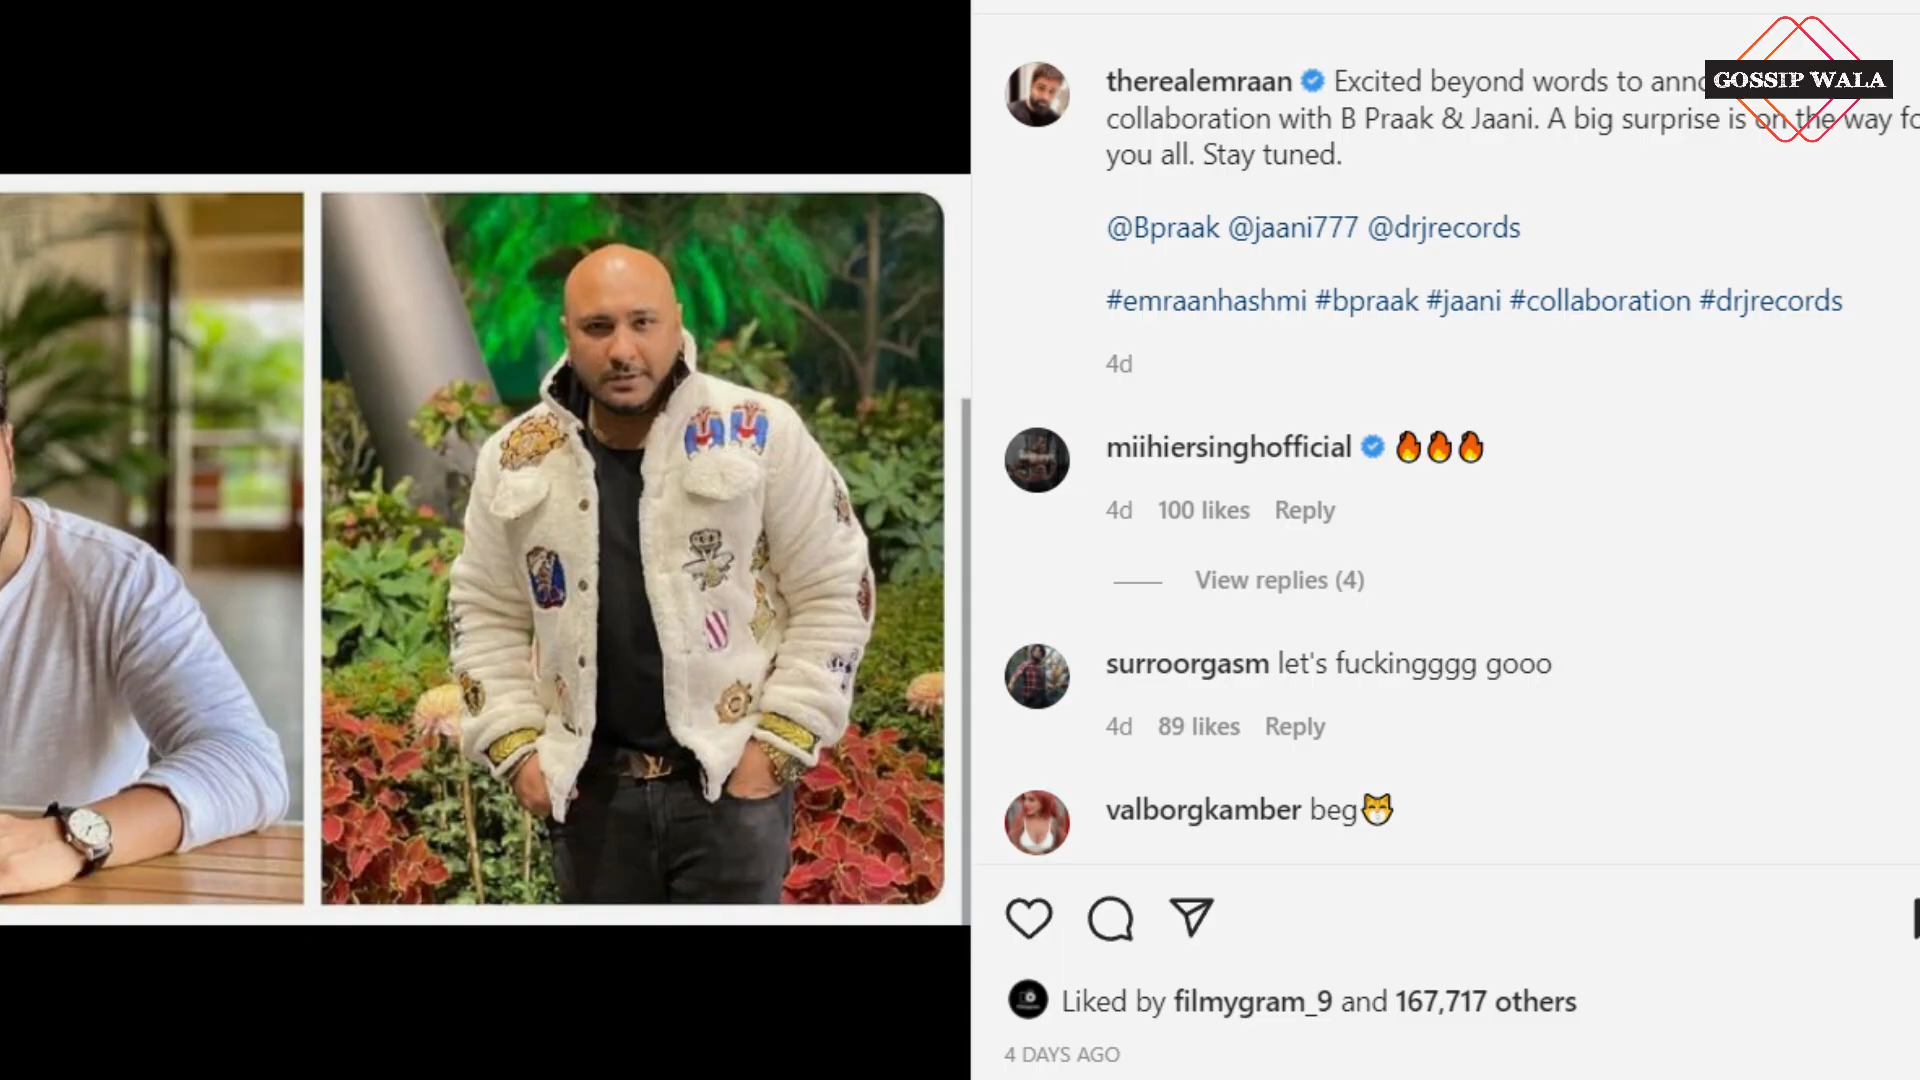 therealemraan Excited beyond words to
GOSSIP WALA
collaboration with B Praak & Jaani. A big surprise is on the way
you all. Stay tuned.
@Bpraak @jaani777 @drjrecords
#emraanhashmi #bpraak #jaani #collaboration #drjrecords
4d
miihiersinghofficial 🔥🔥🔥
4d 100 likes Reply
View replies (4)
surroorgasm let's fuckingggg gooo
4d 89 likes Reply
valborgkamber beg😹
Liked by filmygram_9 and 167,717 others
4 DAYS AGO